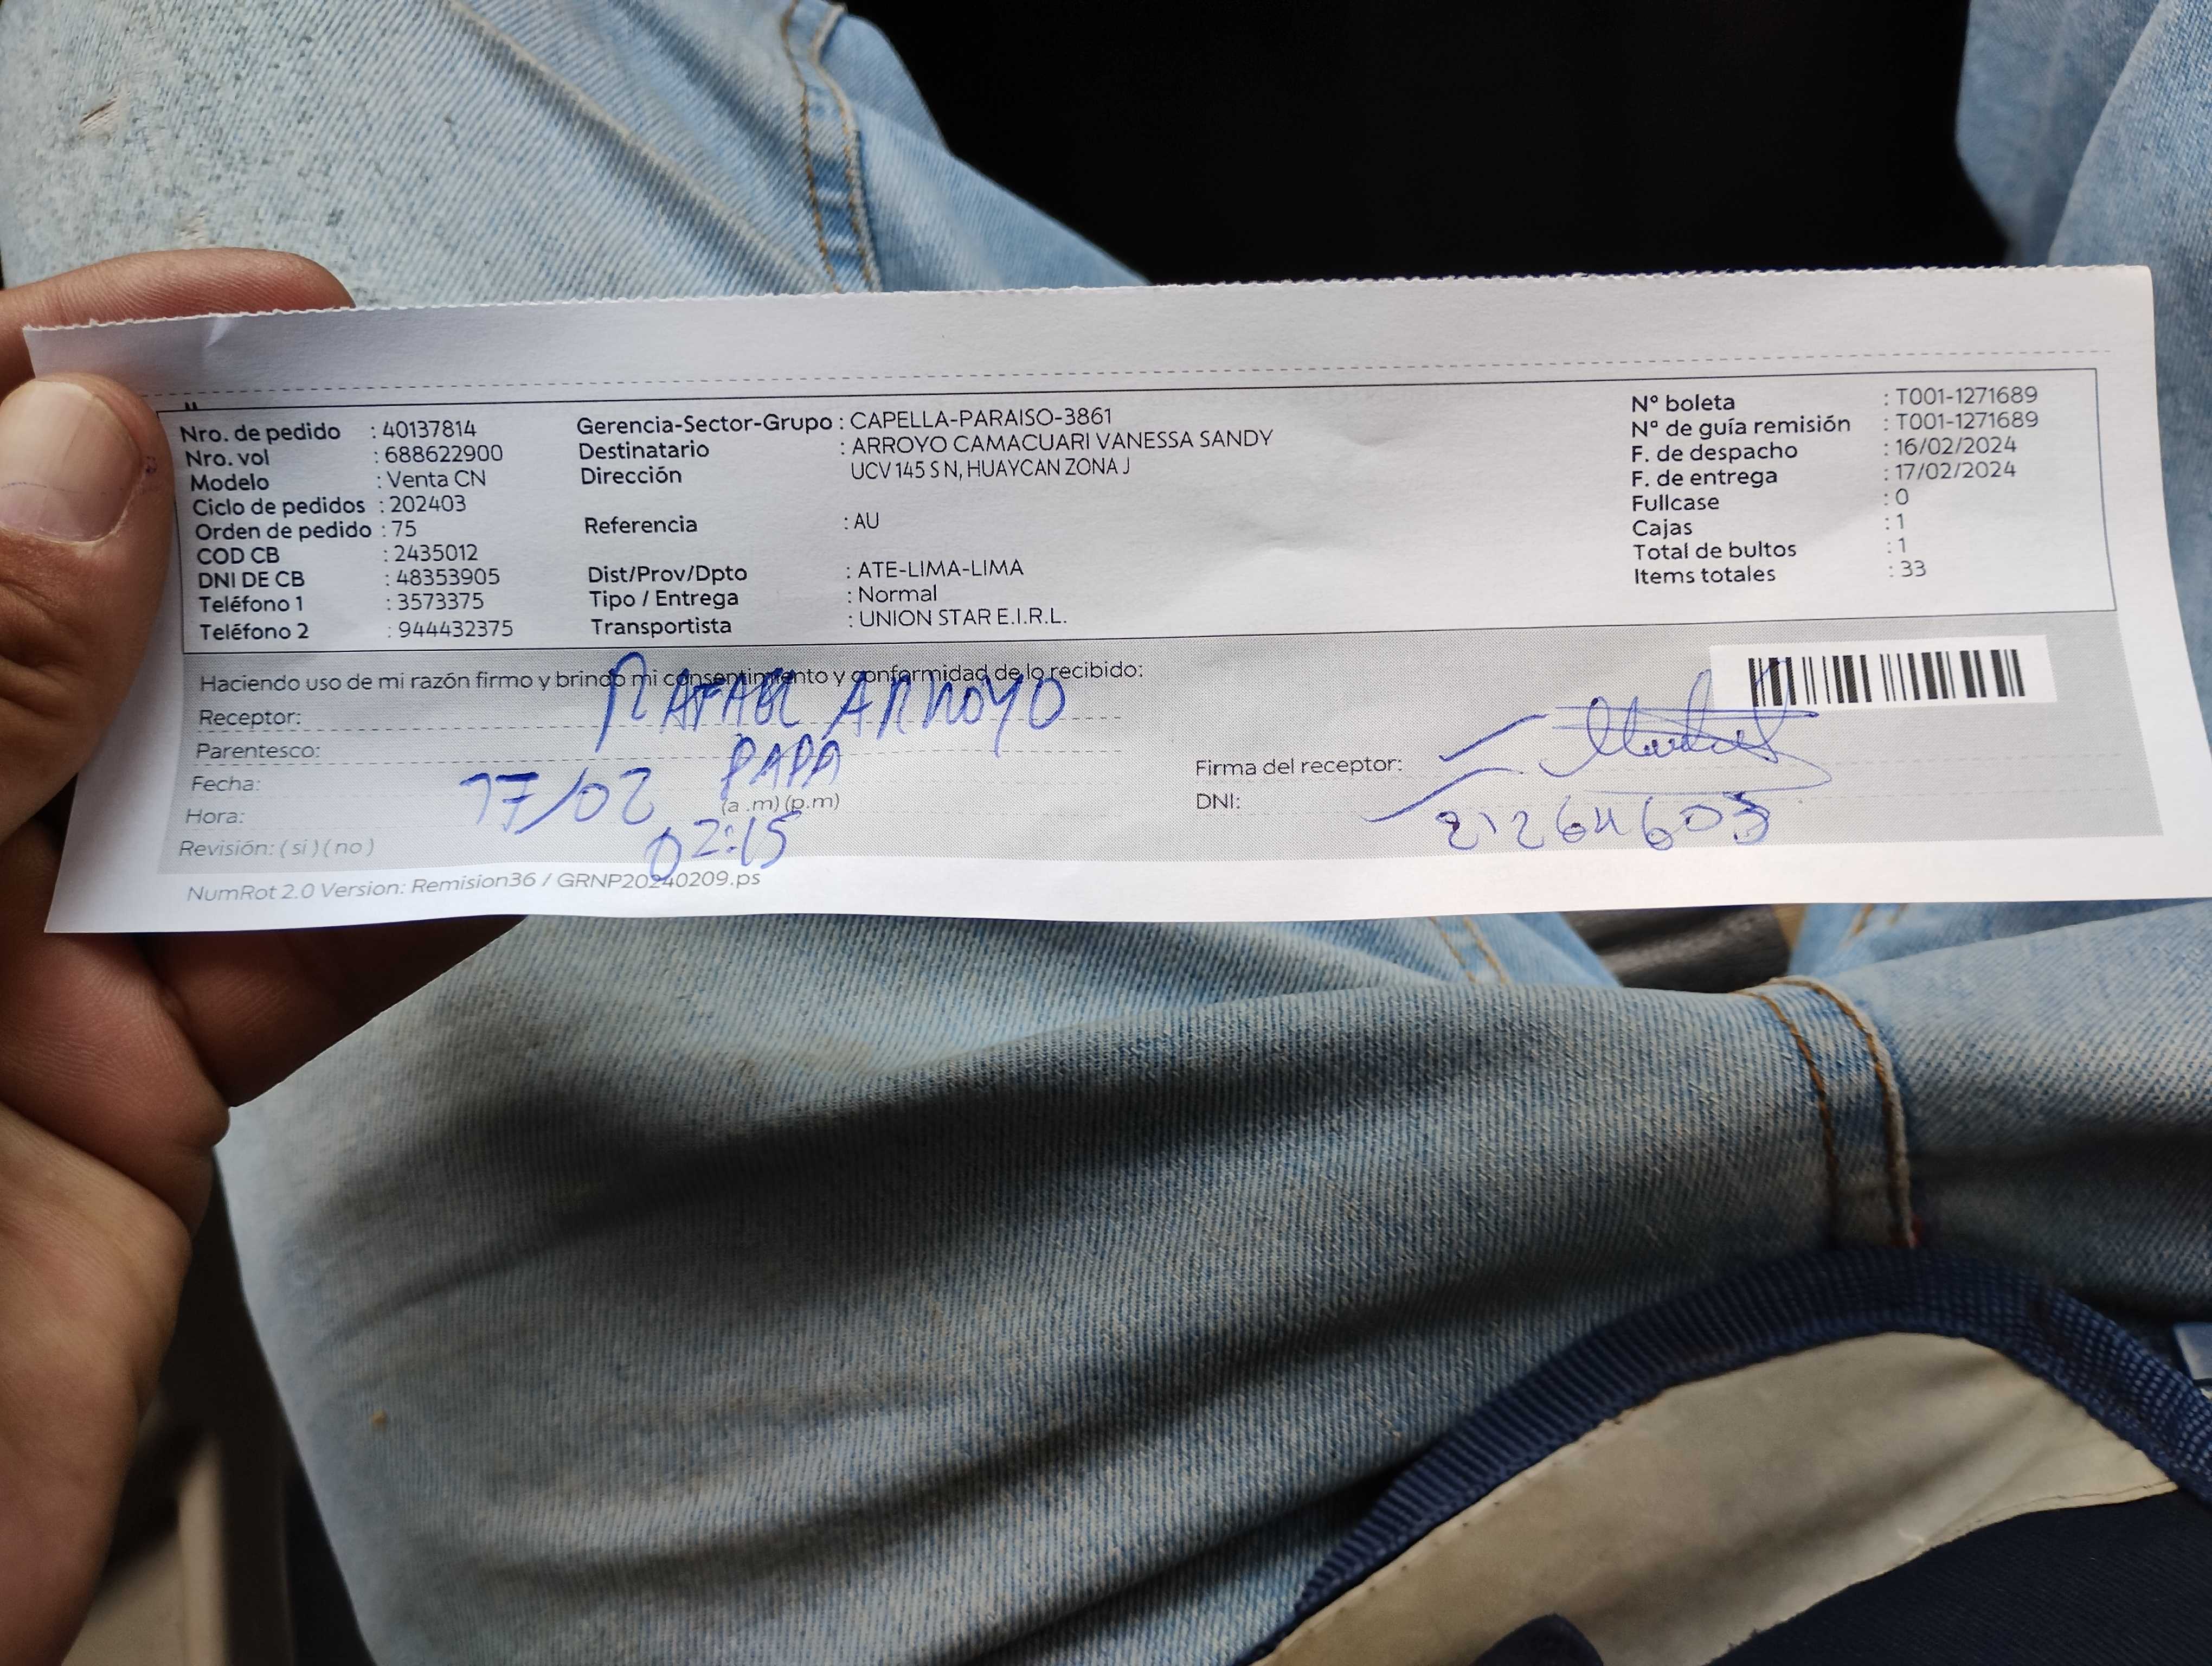 Nro. de pedido : 40137814
Nro. vol : 688622900
Modelo : Venta CN
Ciclo de pedidos : 202403
Orden de pedido : 75
COD CB : 2435012
DNI DE CB : 48353905
Teléfono 1 : 3573375
Teléfono 2 : 944432375
Gerencia-Sector-Grupo : CAPELLA-PARAISO-3861
Destinatario : ARROYO CAMACUARI VANESSA SANDY
Dirección UCV 145 S N, HUAYCAN ZONA J
Referencia : AU
Dist/Prov/Dpto : ATE-LIMA-LIMA
Tipo / Entrega : Normal
Transportista : UNION STAR E.I.R.L.
N° boleta : T001-1271689
N° de guía remisión : T001-1271689
F. de despacho : 16/02/2024
F. de entrega : 17/02/2024
Fullcase : 0
Cajas : 1
Total de bultos : 1
Items totales : 33
Haciendo uso de mi razón firmo y brindo mi consentimiento y conformidad de lo recibido:
Receptor: RAFAEL ARROYO
Parentesco: PAPA
Fecha: 17/02
Hora: (a .m) (p.m) 02:15
Revisión: ( si ) ( no )
Firma del receptor:
DNI: 21264603
NumRot 2.0 Version: Remision36 / GRNP20240209.ps